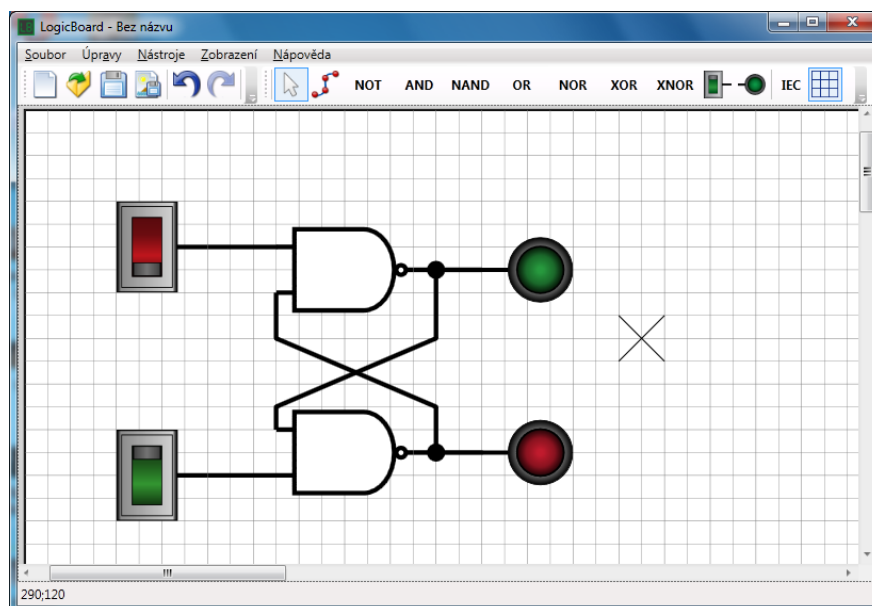 LogicBoard - Bez názvu
Soubor Úpravy Nástroje Zobrazení Nápověda
NOT AND NAND OR NOR XOR XNOR IEC
290;120